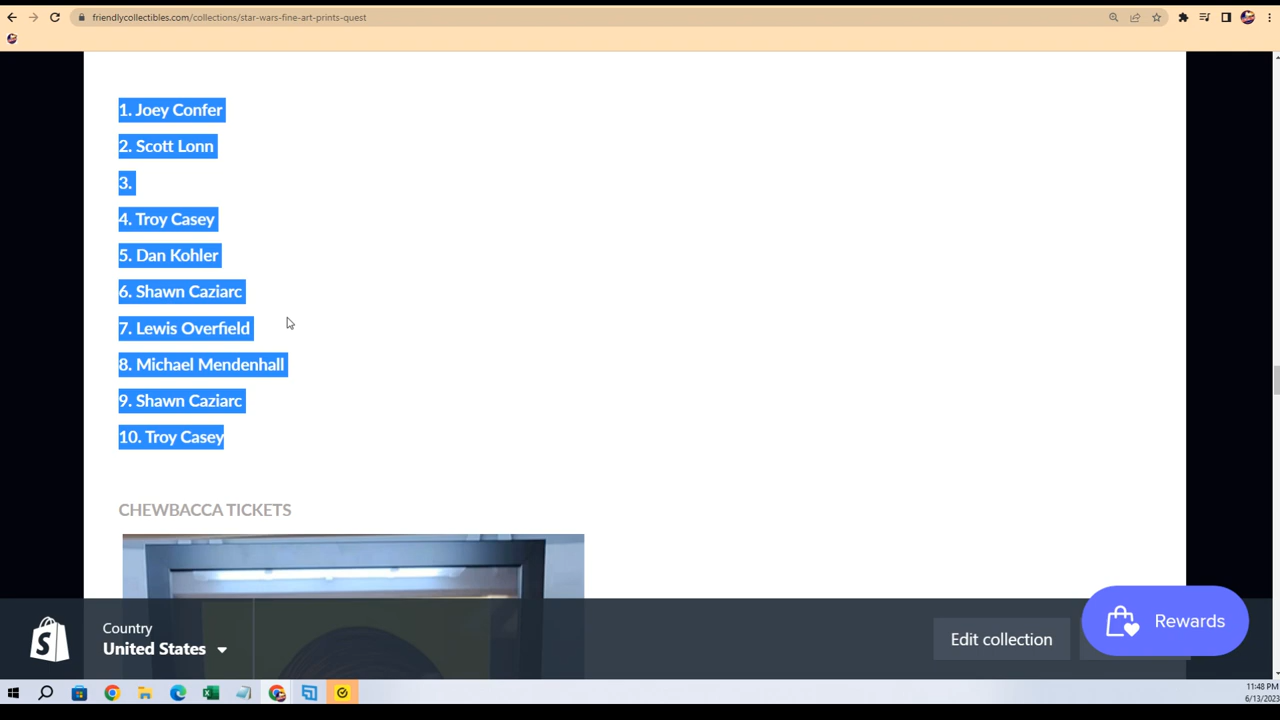 friendlycollectibles.com/collections/star-wars-fine-art-prints-quest
1. Joey Confer
2. Scott Lonn
3.
4. Troy Casey
5. Dan Kohler
6. Shawn Caziarc
7. Lewis Overfield
8. Michael Mendenhall
9. Shawn Caziarc
10. Troy Casey
CHEWBACCA TICKETS
Country
United States
Edit collection
Rewards
11:48 PM
6/13/2023